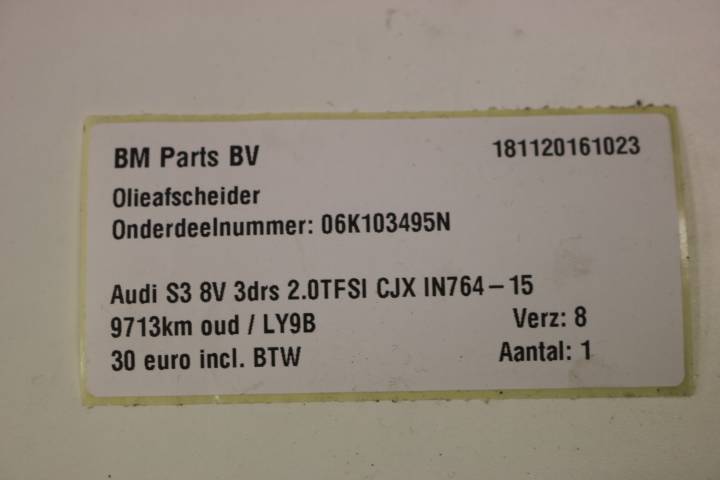 BM Parts BV 181120161023
Olieafscheider
Onderdeelnummer: 06K103495N
Audi S3 8V 3drs 2.0TFSI CJX IN764-15
9713km oud / LY9B Verz: 8
30 euro incl. BTW Aantal: 1